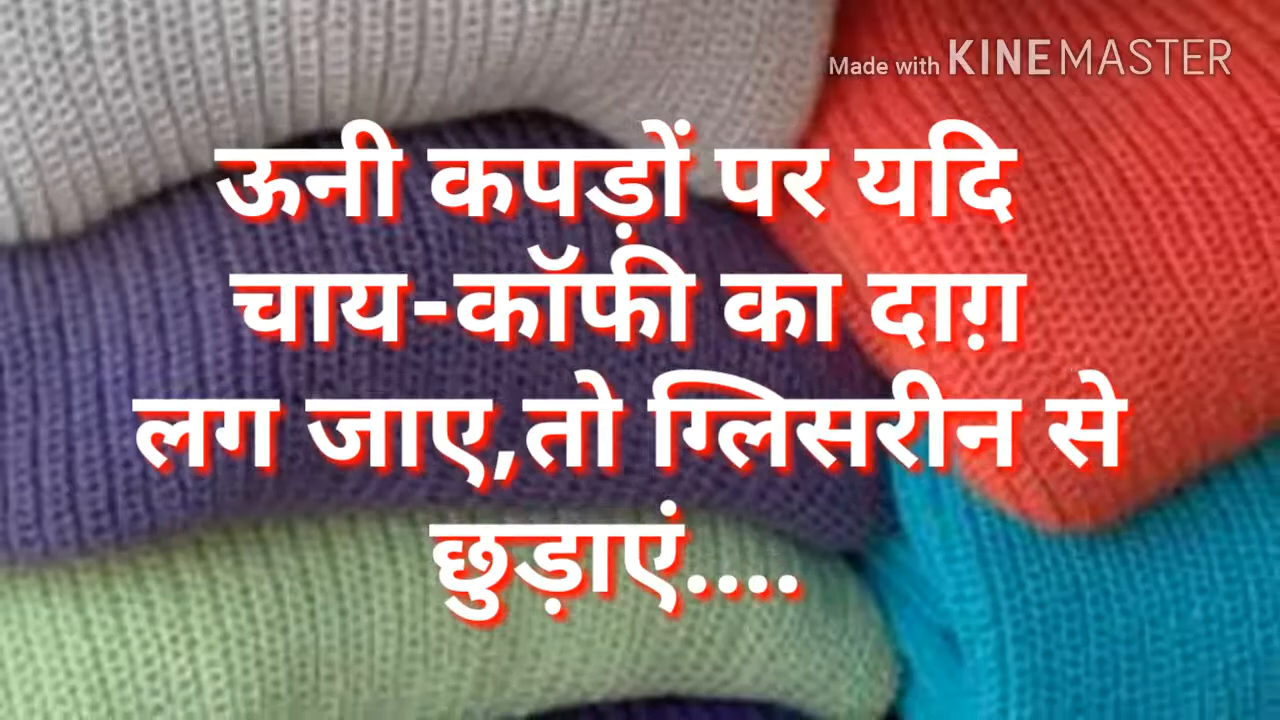 Made with KINEMASTER
ऊनी कपड़ों पर यदि
चाय-कॉफी का दाग़
लग जाए,तो ग्लिसरीन से
छुड़ाएं....